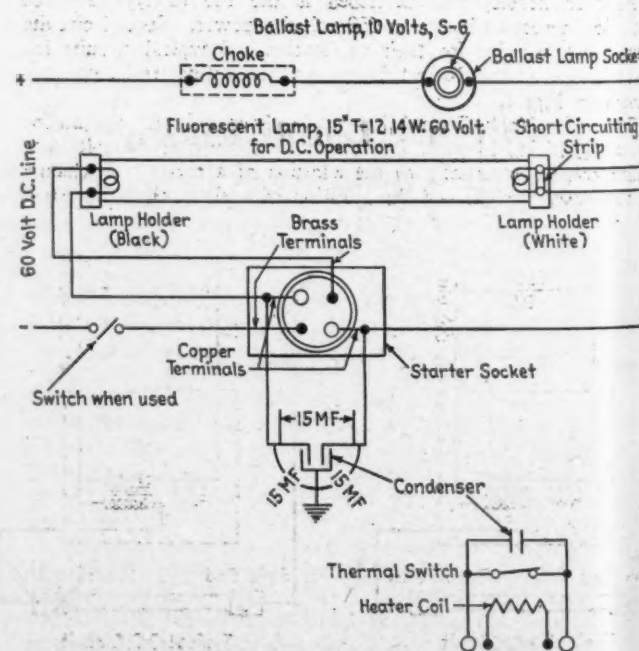 Ballast Lamp, 10 Volts, S-6
Choke
Ballast Lamp Socket
+
Fluorescent Lamp, 15" T-12 14 W. 60 Volt.
for D.C. Operation
Short Circuiting
Strip
60 Volt D.C. Line
Lamp Holder
(Black)
Brass
Terminals
Lamp Holder
(White)
-
Copper
Terminals
Starter Socket
Switch when used
15 MF
15 MF
15 MF
Condenser
Thermal Switch
Heater Coil